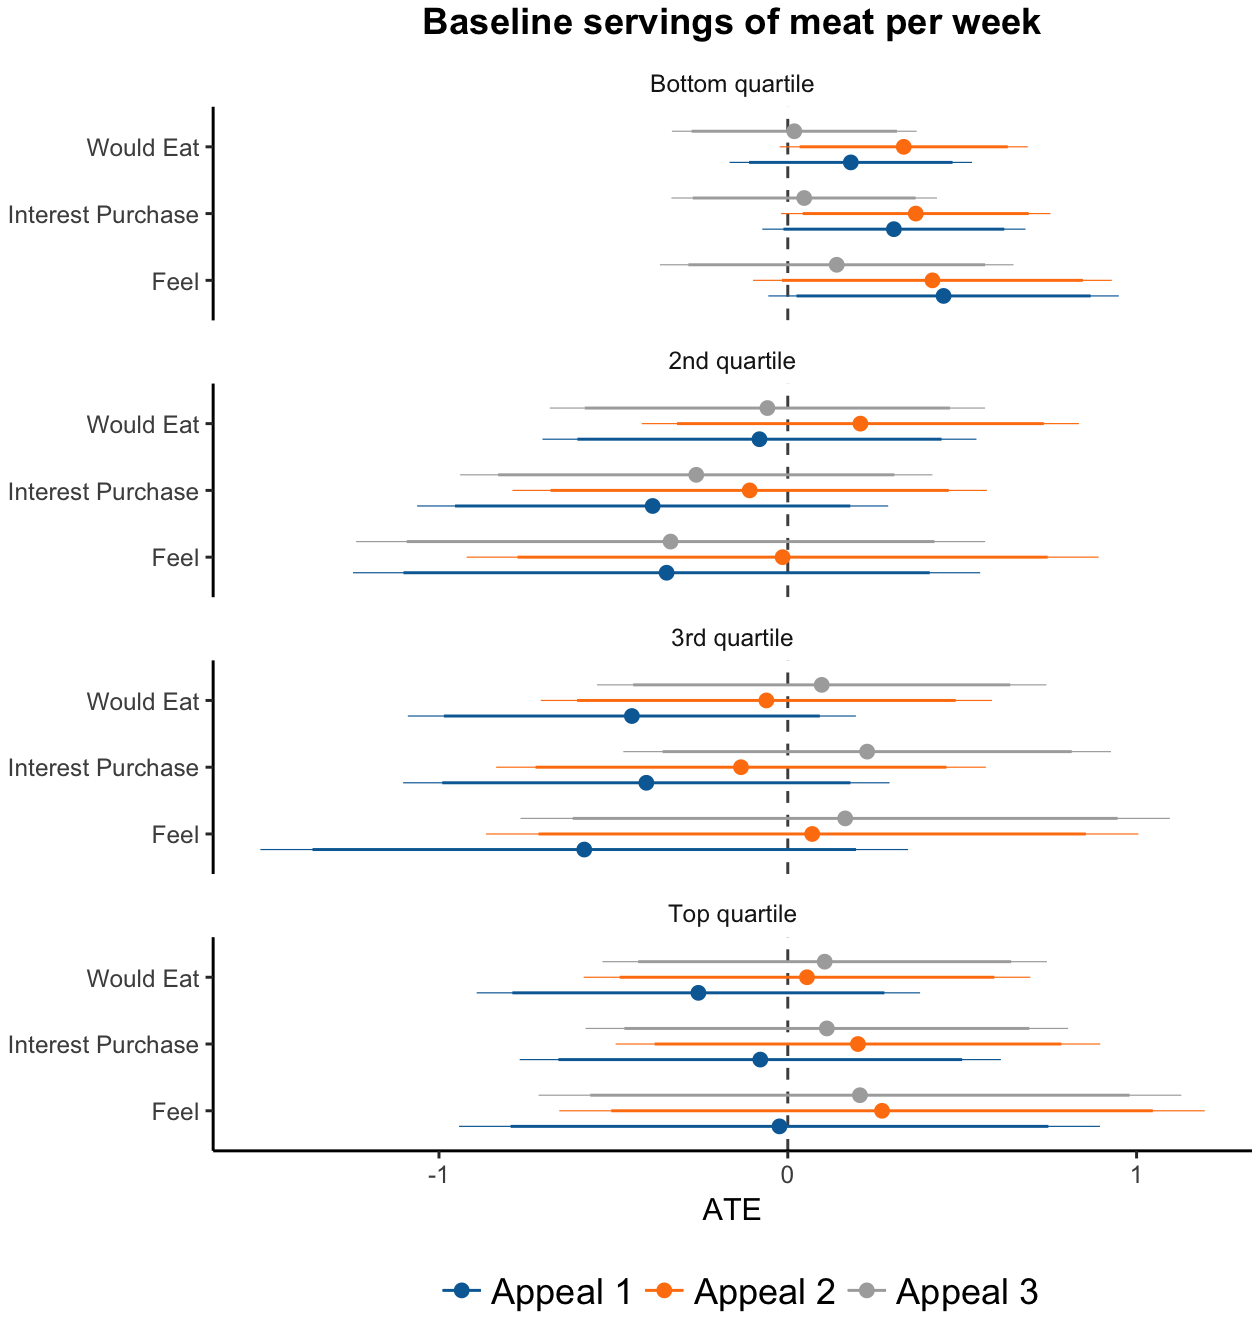 Baseline servings of meat per week
Bottom quartile
Would Eat
Interest Purchase
Feel
2nd quartile
Would Eat
Interest Purchase
Feel
3rd quartile
Would Eat
Interest Purchase
Feel
Top quartile
Would Eat
Interest Purchase
Feel
-1 0 1
ATE
Appeal 1 Appeal 2 Appeal 3